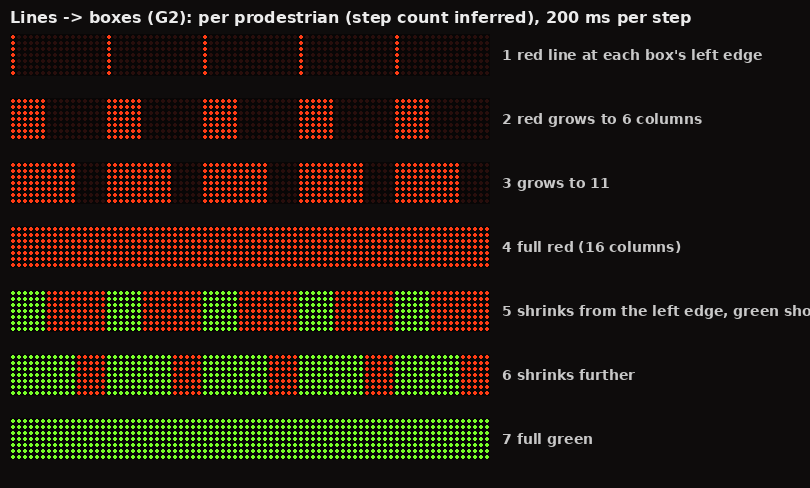 Lines -> boxes (G2): per prodestrian (step count inferred), 200 ms per step
1 red line at each box's left edge
2 red grows to 6 columns
3 grows to 11
4 full red (16 columns)
5 shrinks from the left edge, green sho
6 shrinks further
7 full green